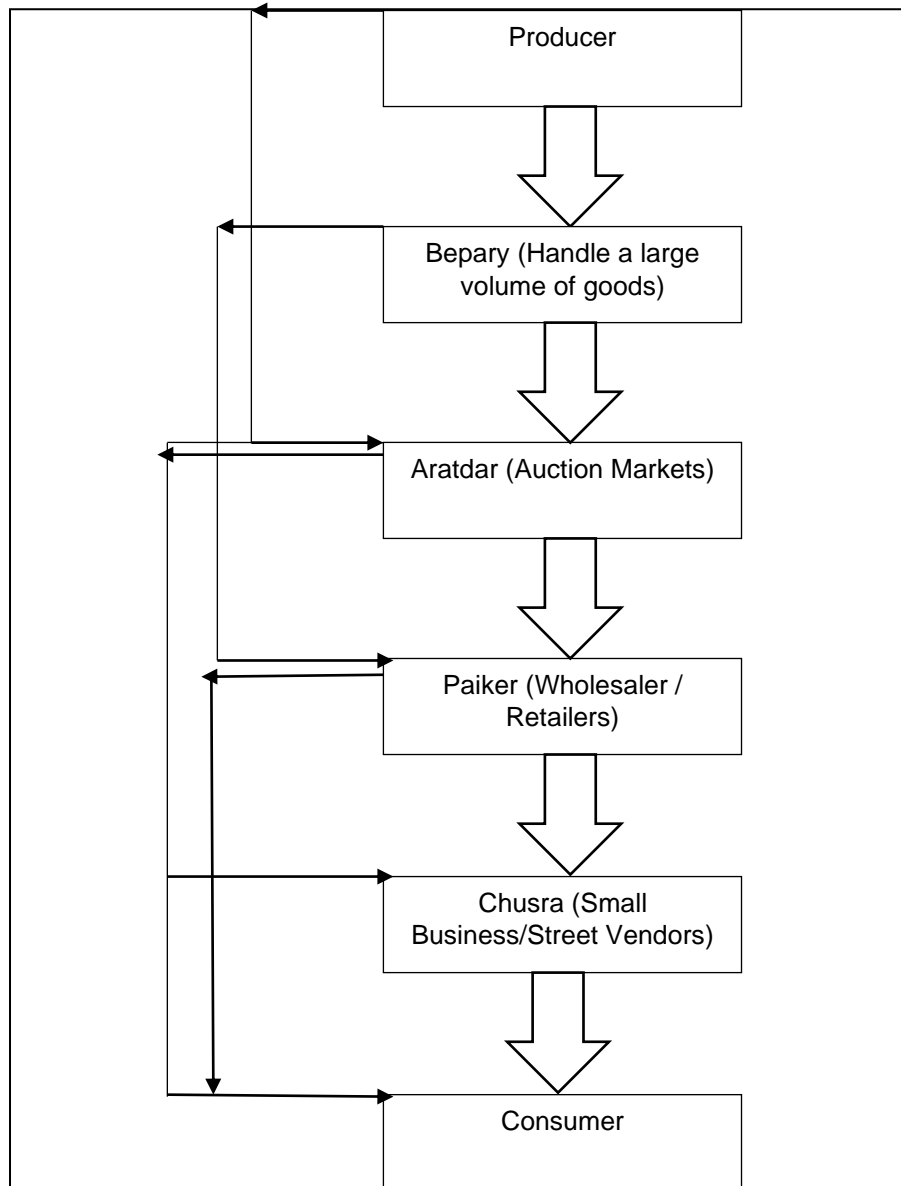 Producer
Bepary (Handle a large
volume of goods)
Aratdar (Auction Markets)
Paiker (Wholesaler /
Retailers)
Chusra (Small
Business/Street Vendors)
Consumer